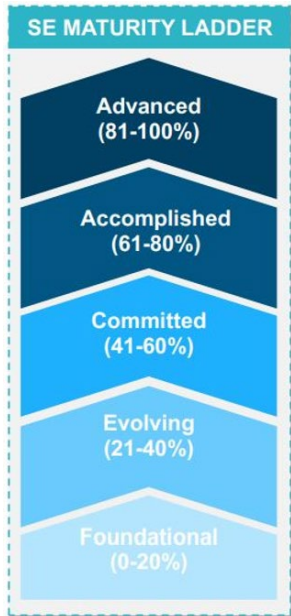 SE MATURITY LADDER
Advanced
(81-100%)
Accomplished
(61-80%)
Committed
(41-60%)
Evolving
(21-40%)
Foundational
(0-20%)